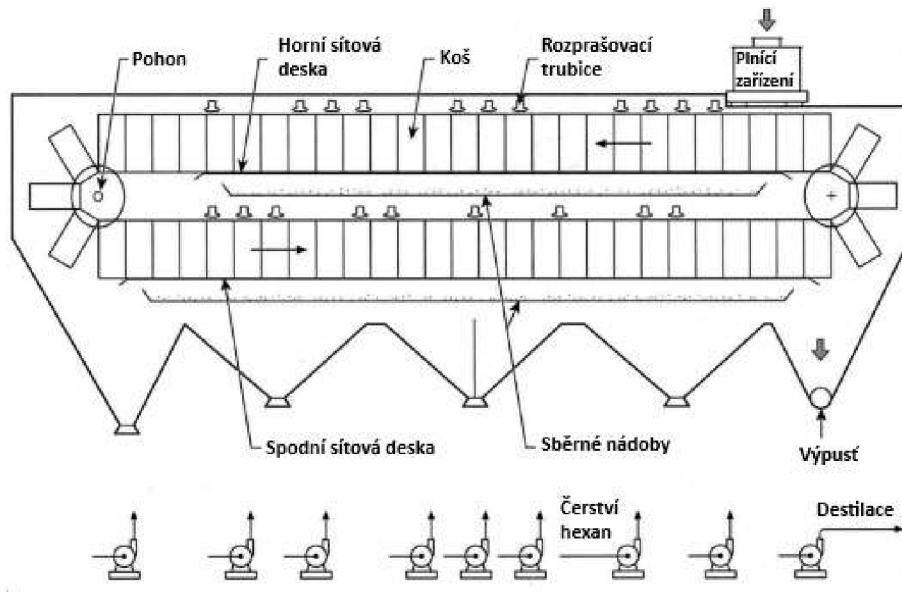 Pohon
Horní sítová
deska
Koš
Rozprašovací
trubice
Plnící
zařízení
Spodní sítová deska
Sběrné nádoby
Výpusť
Čerství
hexan
Destilace